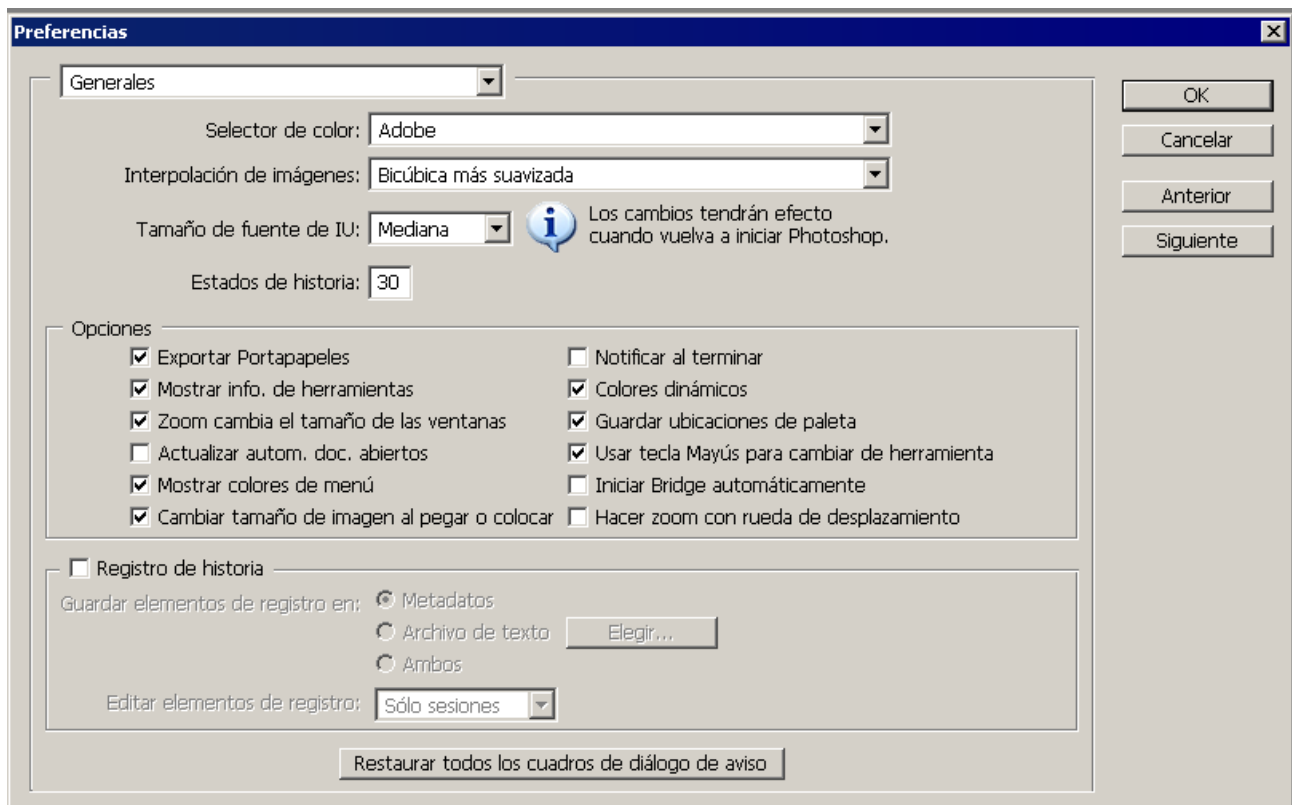 Preferencias
Generales
OK
Selector de color: Adobe
Cancelar
Interpolación de imágenes: Bicúbica más suavizada
Anterior
Tamaño de fuente de IU: Mediana
Los cambios tendrán efecto
cuando vuelva a iniciar Photoshop.
Siguiente
Estados de historia: 30
Opciones
Exportar Portapapeles
Notificar al terminar
Mostrar info. de herramientas
Colores dinámicos
Zoom cambia el tamaño de las ventanas
Guardar ubicaciones de paleta
Actualizar autom. doc. abiertos
Usar tecla Mayús para cambiar de herramienta
Mostrar colores de menú
Iniciar Bridge automáticamente
Cambiar tamaño de imagen al pegar o colocar
Hacer zoom con rueda de desplazamiento
Registro de historia
Guardar elementos de registro en: Metadatos
Archivo de texto
Elegir...
Ambos
Editar elementos de registro: Sólo sesiones
Restaurar todos los cuadros de diálogo de aviso